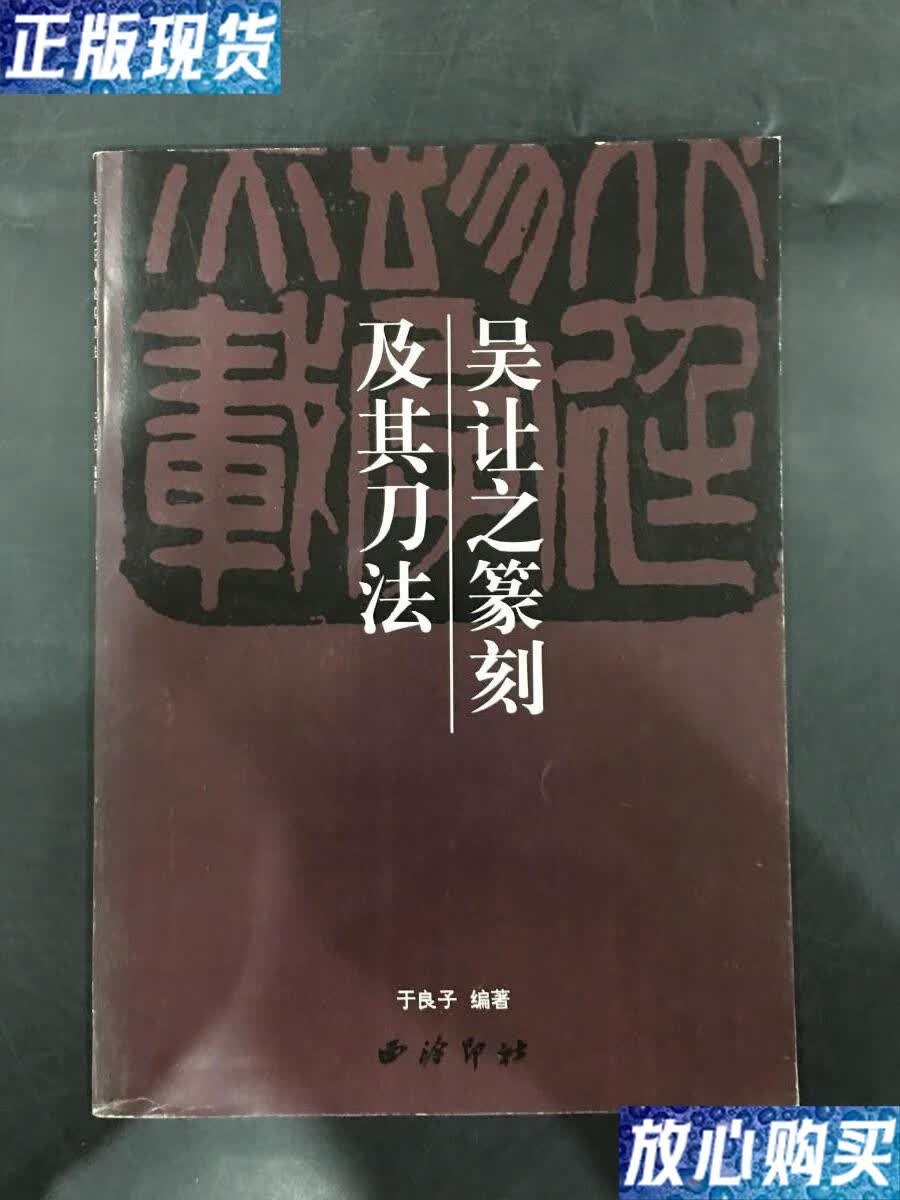 正版现货
吴让之篆刻
及其刀法
于良子 编著
西泠印社
放心购买